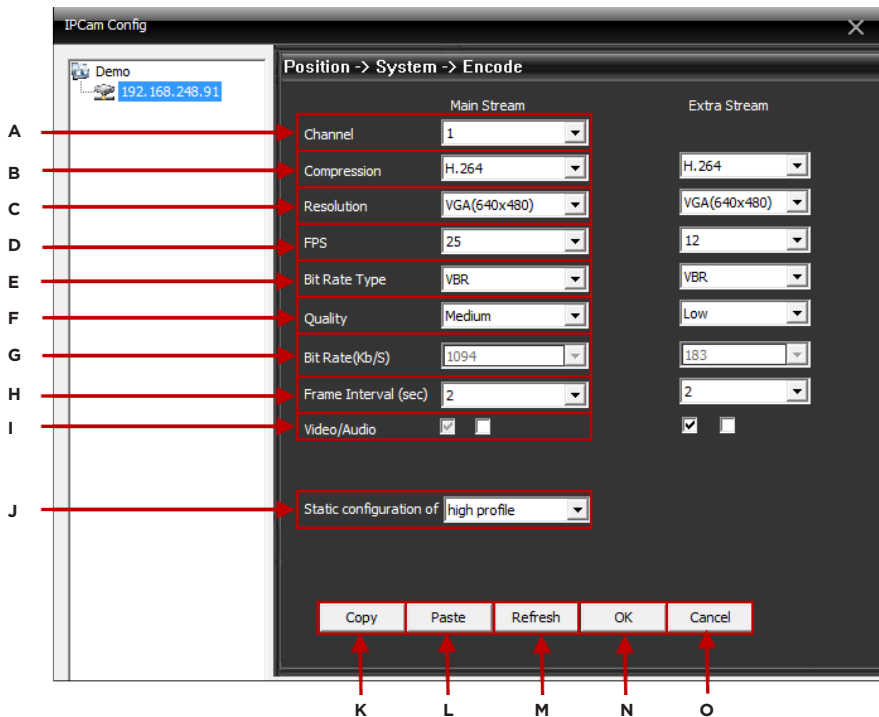 IPCam Config
Demo
192.168.248.91
Position -> System -> Encode
Main Stream Extra Stream
A Channel 1
B Compression H.264 H.264
C Resolution VGA(640x480) VGA(640x480)
D FPS 25 12
E Bit Rate Type VBR VBR
F Quality Medium Low
G Bit Rate(Kb/S) 1094 183
H Frame Interval (sec) 2 2
I Video/Audio
J Static configuration of high profile
Copy Paste Refresh OK Cancel
K L M N O